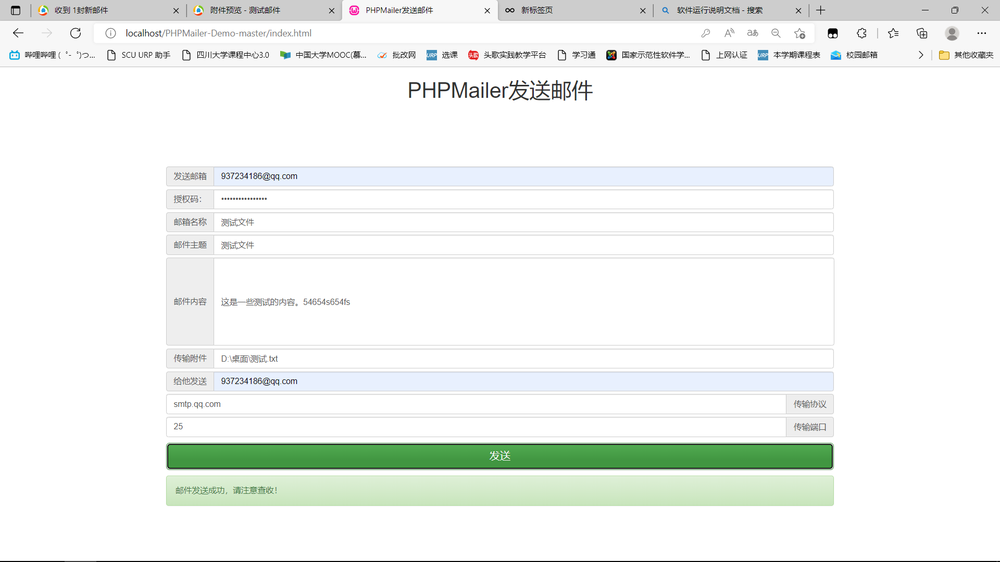 收到 1封新邮件
附件预览 - 测试邮件
PHPMailer发送邮件
新标签页
软件运行说明文档 - 搜索
localhost/PHPMailer-Demo-master/index.html
哔哩哔哩 (゜-゜)つ...
SCU URP 助手
四川大学课程中心3.0
中国大学MOOC(慕...
批改网
URP 选课
头歌 头歌实践教学平台
学习通
国家示范性软件学...
上网认证
URP 本学期课程表
校园邮箱
其他收藏夹
PHPMailer发送邮件
发送邮箱 937234186@qq.com
授权码： ••••••••••••••••
邮箱名称 测试文件
邮件主题 测试文件
邮件内容 这是一些测试的内容。54654s654fs
传输附件 D:\桌面\测试.txt
给他发送 937234186@qq.com
smtp.qq.com 传输协议
25 传输端口
发送
邮件发送成功，请注意查收！